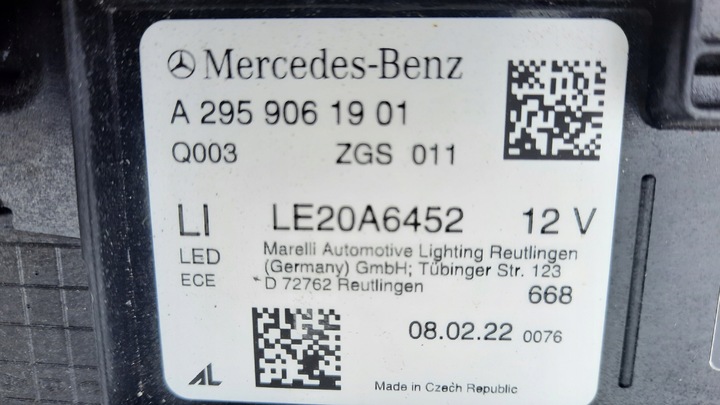 Mercedes-Benz
A 295 906 19 01
Q003 ZGS 011
LI LE20A6452 12 V
LED Marelli Automotive Lighting Reutlingen
(Germany) GmbH; Tübinger Str. 123
ECE D 72762 Reutlingen
668
08.02.22 0076
AL Made in Czech Republic